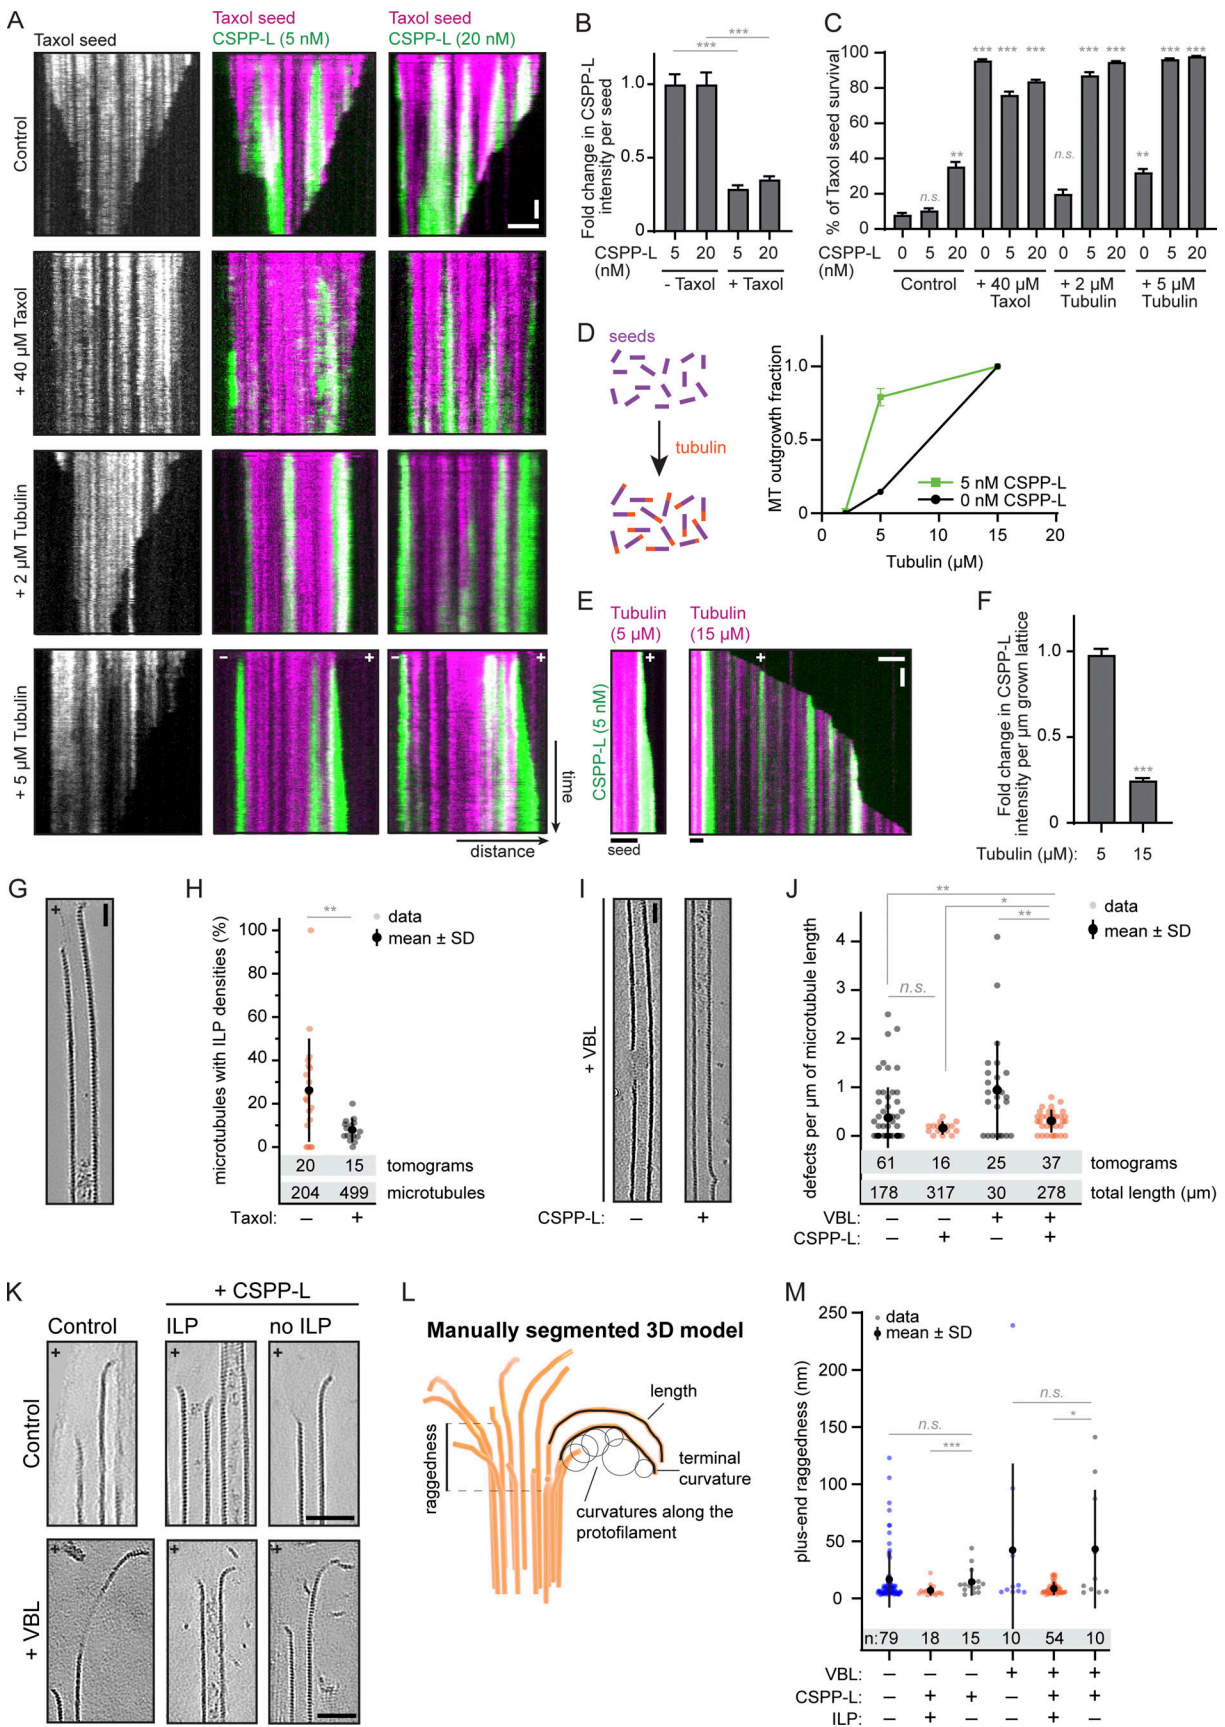 A
Taxol seed
Taxol seed
CSPP-L (5 nM)
Taxol seed
CSPP-L (20 nM)
Control
+ 40 µM Taxol
+ 2 µM Tubulin
+ 5 µM Tubulin
− +
− +
time
distance
B
Fold change in CSPP-L
intensity per seed
***
***
1.0
0.5
0
CSPP-L
(nM)
5 20 5 20
- Taxol + Taxol
C
% of Taxol seed survival
100
80
60
40
20
0
n.s. ** *** *** *** n.s. *** *** ** *** ***
CSPP-L
(nM)
0 5 20 0 5 20 0 5 20 0 5 20
Control
+ 40 µM
Taxol
+ 2 µM
Tubulin
+ 5 µM
Tubulin
D
seeds
tubulin
MT outgrowth fraction
1.0
0.5
0
5 nM CSPP-L
0 nM CSPP-L
0 5 10 15 20
Tubulin (µM)
E
Tubulin
(5 µM)
Tubulin
(15 µM)
+ +
CSPP-L (5 nM)
seed
F
Fold change in CSPP-L
intensity per µm grown lattice
1.0
0.5
0
***
Tubulin (µM): 5 15
G
+
H
microtubules with ILP densities (%)
**
data
mean ± SD
100
80
60
40
20
0
20 15 tomograms
204 499 microtubules
Taxol: − +
I
+ VBL
CSPP-L: − +
J
defects per µm of microtubule length
**
*
**
n.s.
data
mean ± SD
4
3
2
1
0
61 16 25 37 tomograms
178 317 30 278 total length (µm)
VBL: − − + +
CSPP-L: − + − +
K
+ CSPP-L
Control ILP no ILP
Control
+ + +
+ VBL
+ + +
L
Manually segmented 3D model
length
raggedness
terminal
curvature
curvatures along the
protofilament
M
plus-end raggedness (nm)
data
mean ± SD
250
200
150
100
50
0
n.s.
***
n.s.
*
n: 79 18 15 10 54 10
VBL: − − − + + +
CSPP-L: − + + − + +
ILP − + − − + −